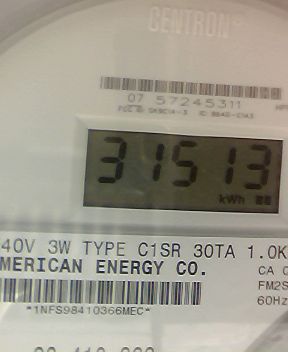 CENTRON®
07 57245311
31513
kWh
40V 3W TYPE C1SR 30TA 1.0K
MERICAN ENERGY CO.
CA 0
FM2S
60Hz
*1NFS98410366MEC*